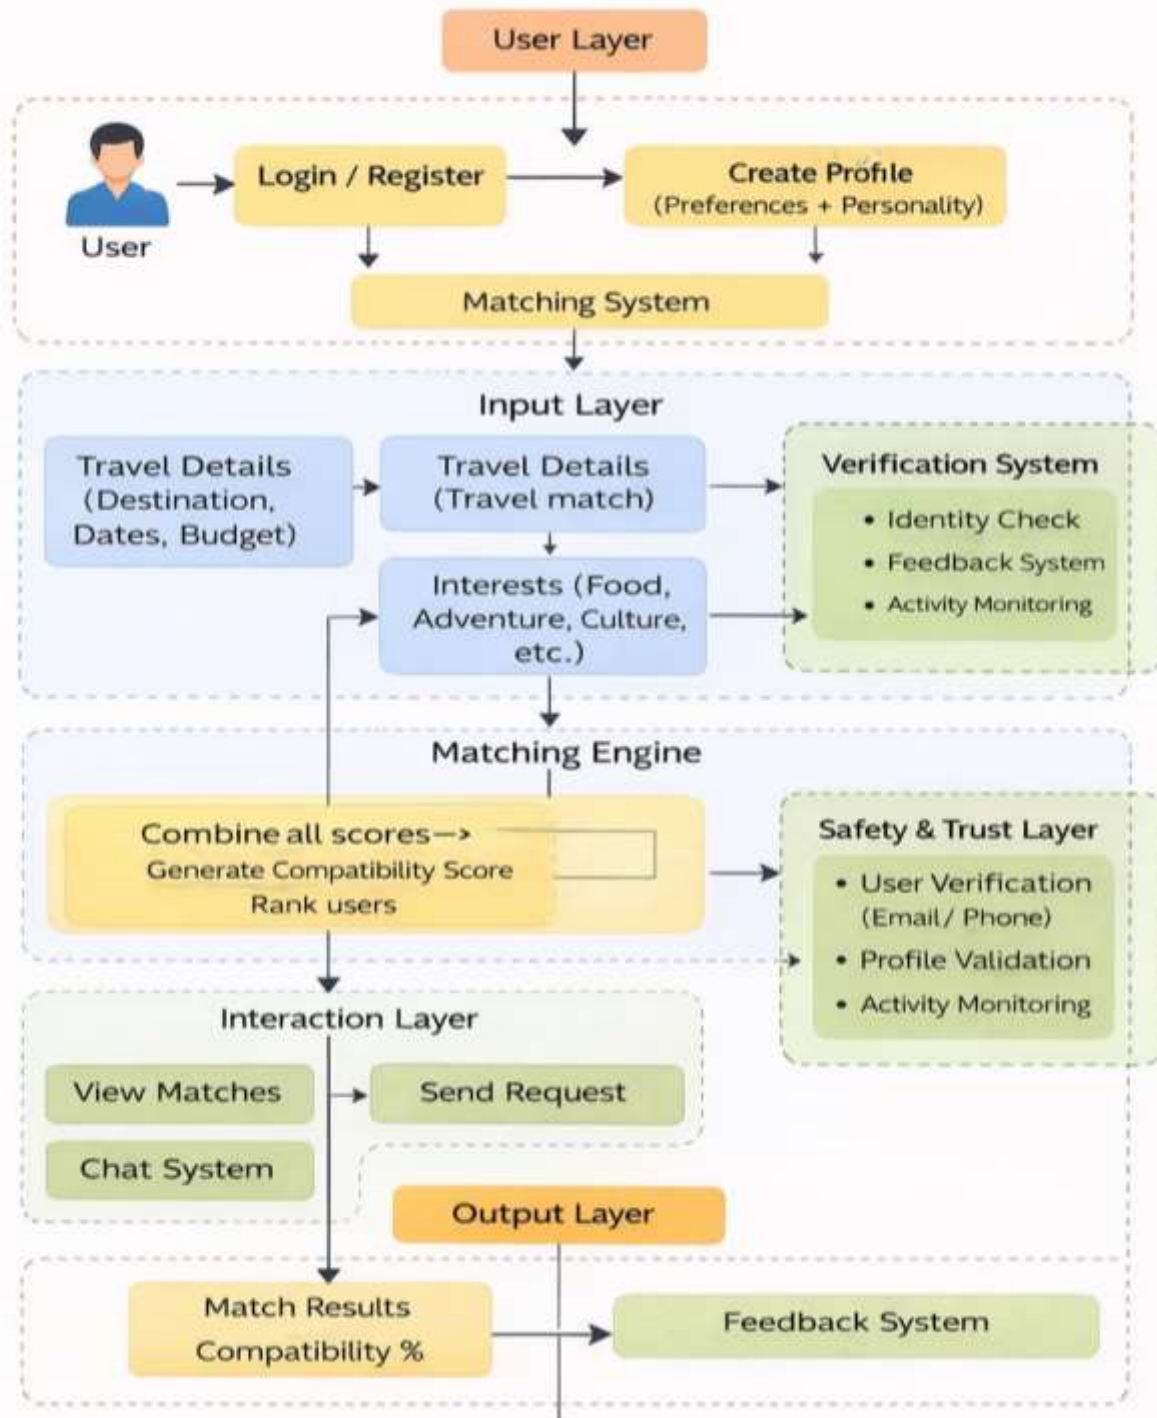 User Layer
Login / Register
Create Profile
(Preferences + Personality)
User
Matching System
Input Layer
Travel Details
(Destination,
Dates, Budget)
Travel Details
(Travel match)
Interests (Food,
Adventure, Culture,
etc.)
Verification System
• Identity Check
• Feedback System
• Activity Monitoring
Matching Engine
Combine all scores→
Generate Compatibility Score
Rank users
Safety & Trust Layer
• User Verification
(Email/ Phone)
• Profile Validation
• Activity Monitoring
Interaction Layer
View Matches
Send Request
Chat System
Output Layer
Match Results
Compatibility %
Feedback System